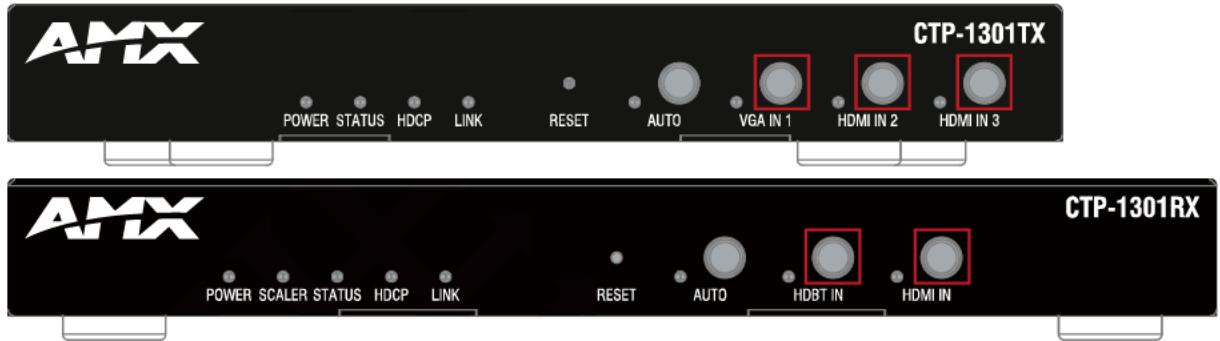 AMX
CTP-1301TX
POWER STATUS HDCP LINK RESET AUTO VGA IN 1 HDMI IN 2 HDMI IN 3
AMX
CTP-1301RX
POWER SCALER STATUS HDCP LINK RESET AUTO HDBT IN HDMI IN